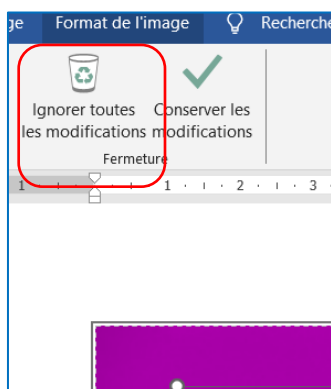 ge Format de l'image Recherche
Ignorer toutes Conserver les
les modifications modifications
Fermeture
1 1 2 3